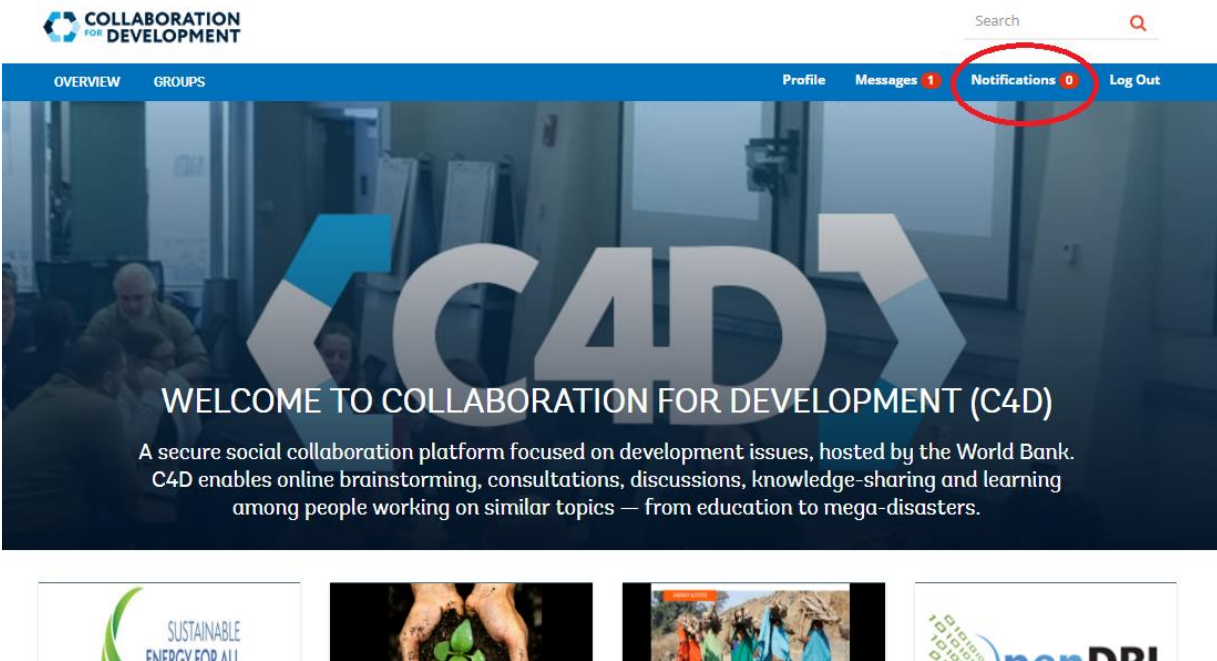 COLLABORATION
FOR DEVELOPMENT
Search
OVERVIEW GROUPS Profile Messages 1 Notifications 0 Log Out
C4D
WELCOME TO COLLABORATION FOR DEVELOPMENT (C4D)
A secure social collaboration platform focused on development issues, hosted by the World Bank.
C4D enables online brainstorming, consultations, discussions, knowledge-sharing and learning
among people working on similar topics — from education to mega-disasters.
SUSTAINABLE
ENERGY FOR ALL